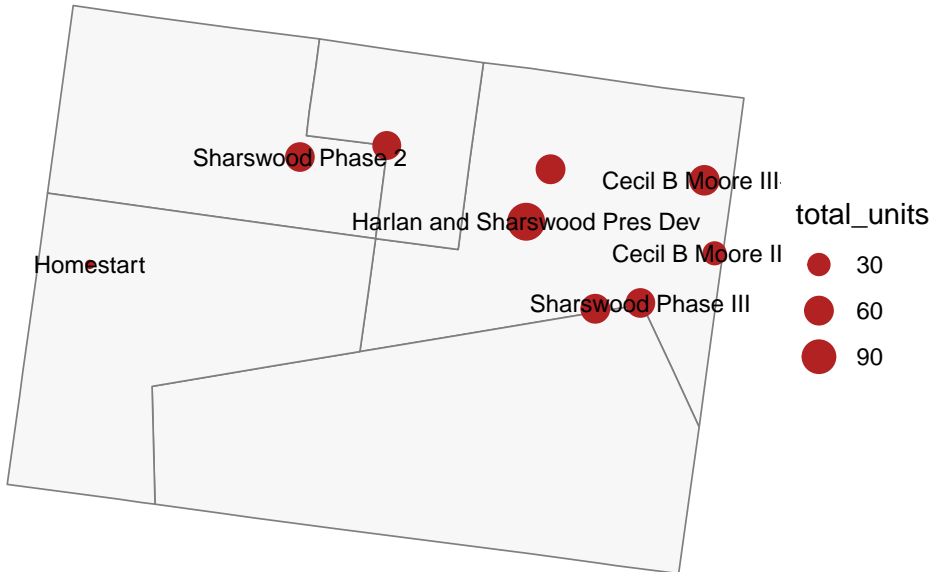 Sharswood Phase 2
Cecil B Moore III
Harlan and Sharswood Pres Dev
Cecil B Moore II
Homestart
Sharswood Phase III
total_units
30
60
90